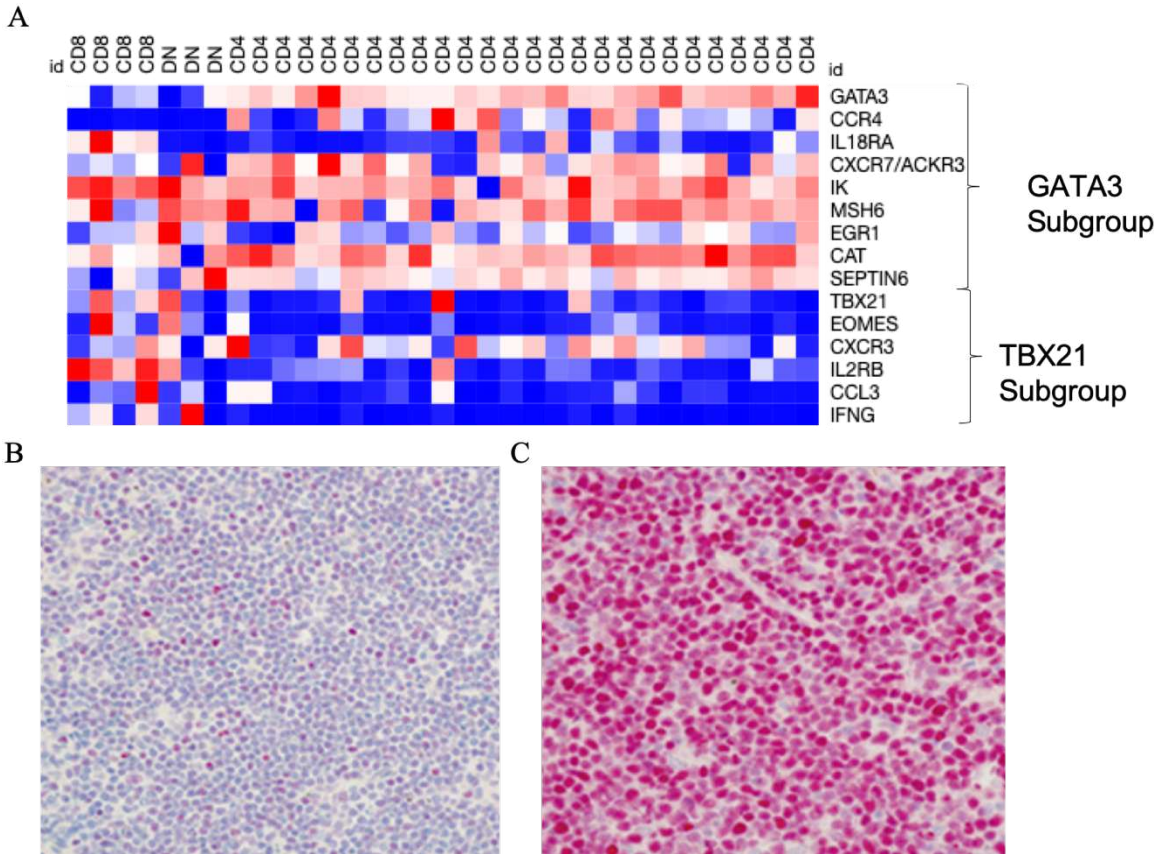 A
id CD8 CD8 CD8 CD8 DN DN DN CD4 CD4 CD4 CD4 CD4 CD4 CD4 CD4 CD4 CD4 CD4 CD4 CD4 CD4 CD4 CD4 CD4 CD4 CD4 CD4 CD4 CD4 CD4 CD4 CD4 CD4 id
GATA3
CCR4
IL18RA
CXCR7/ACKR3
IK
MSH6
EGR1
CAT
SEPTIN6
TBX21
EOMES
CXCR3
IL2RB
CCL3
IFNG
GATA3
Subgroup
TBX21
Subgroup
B
C